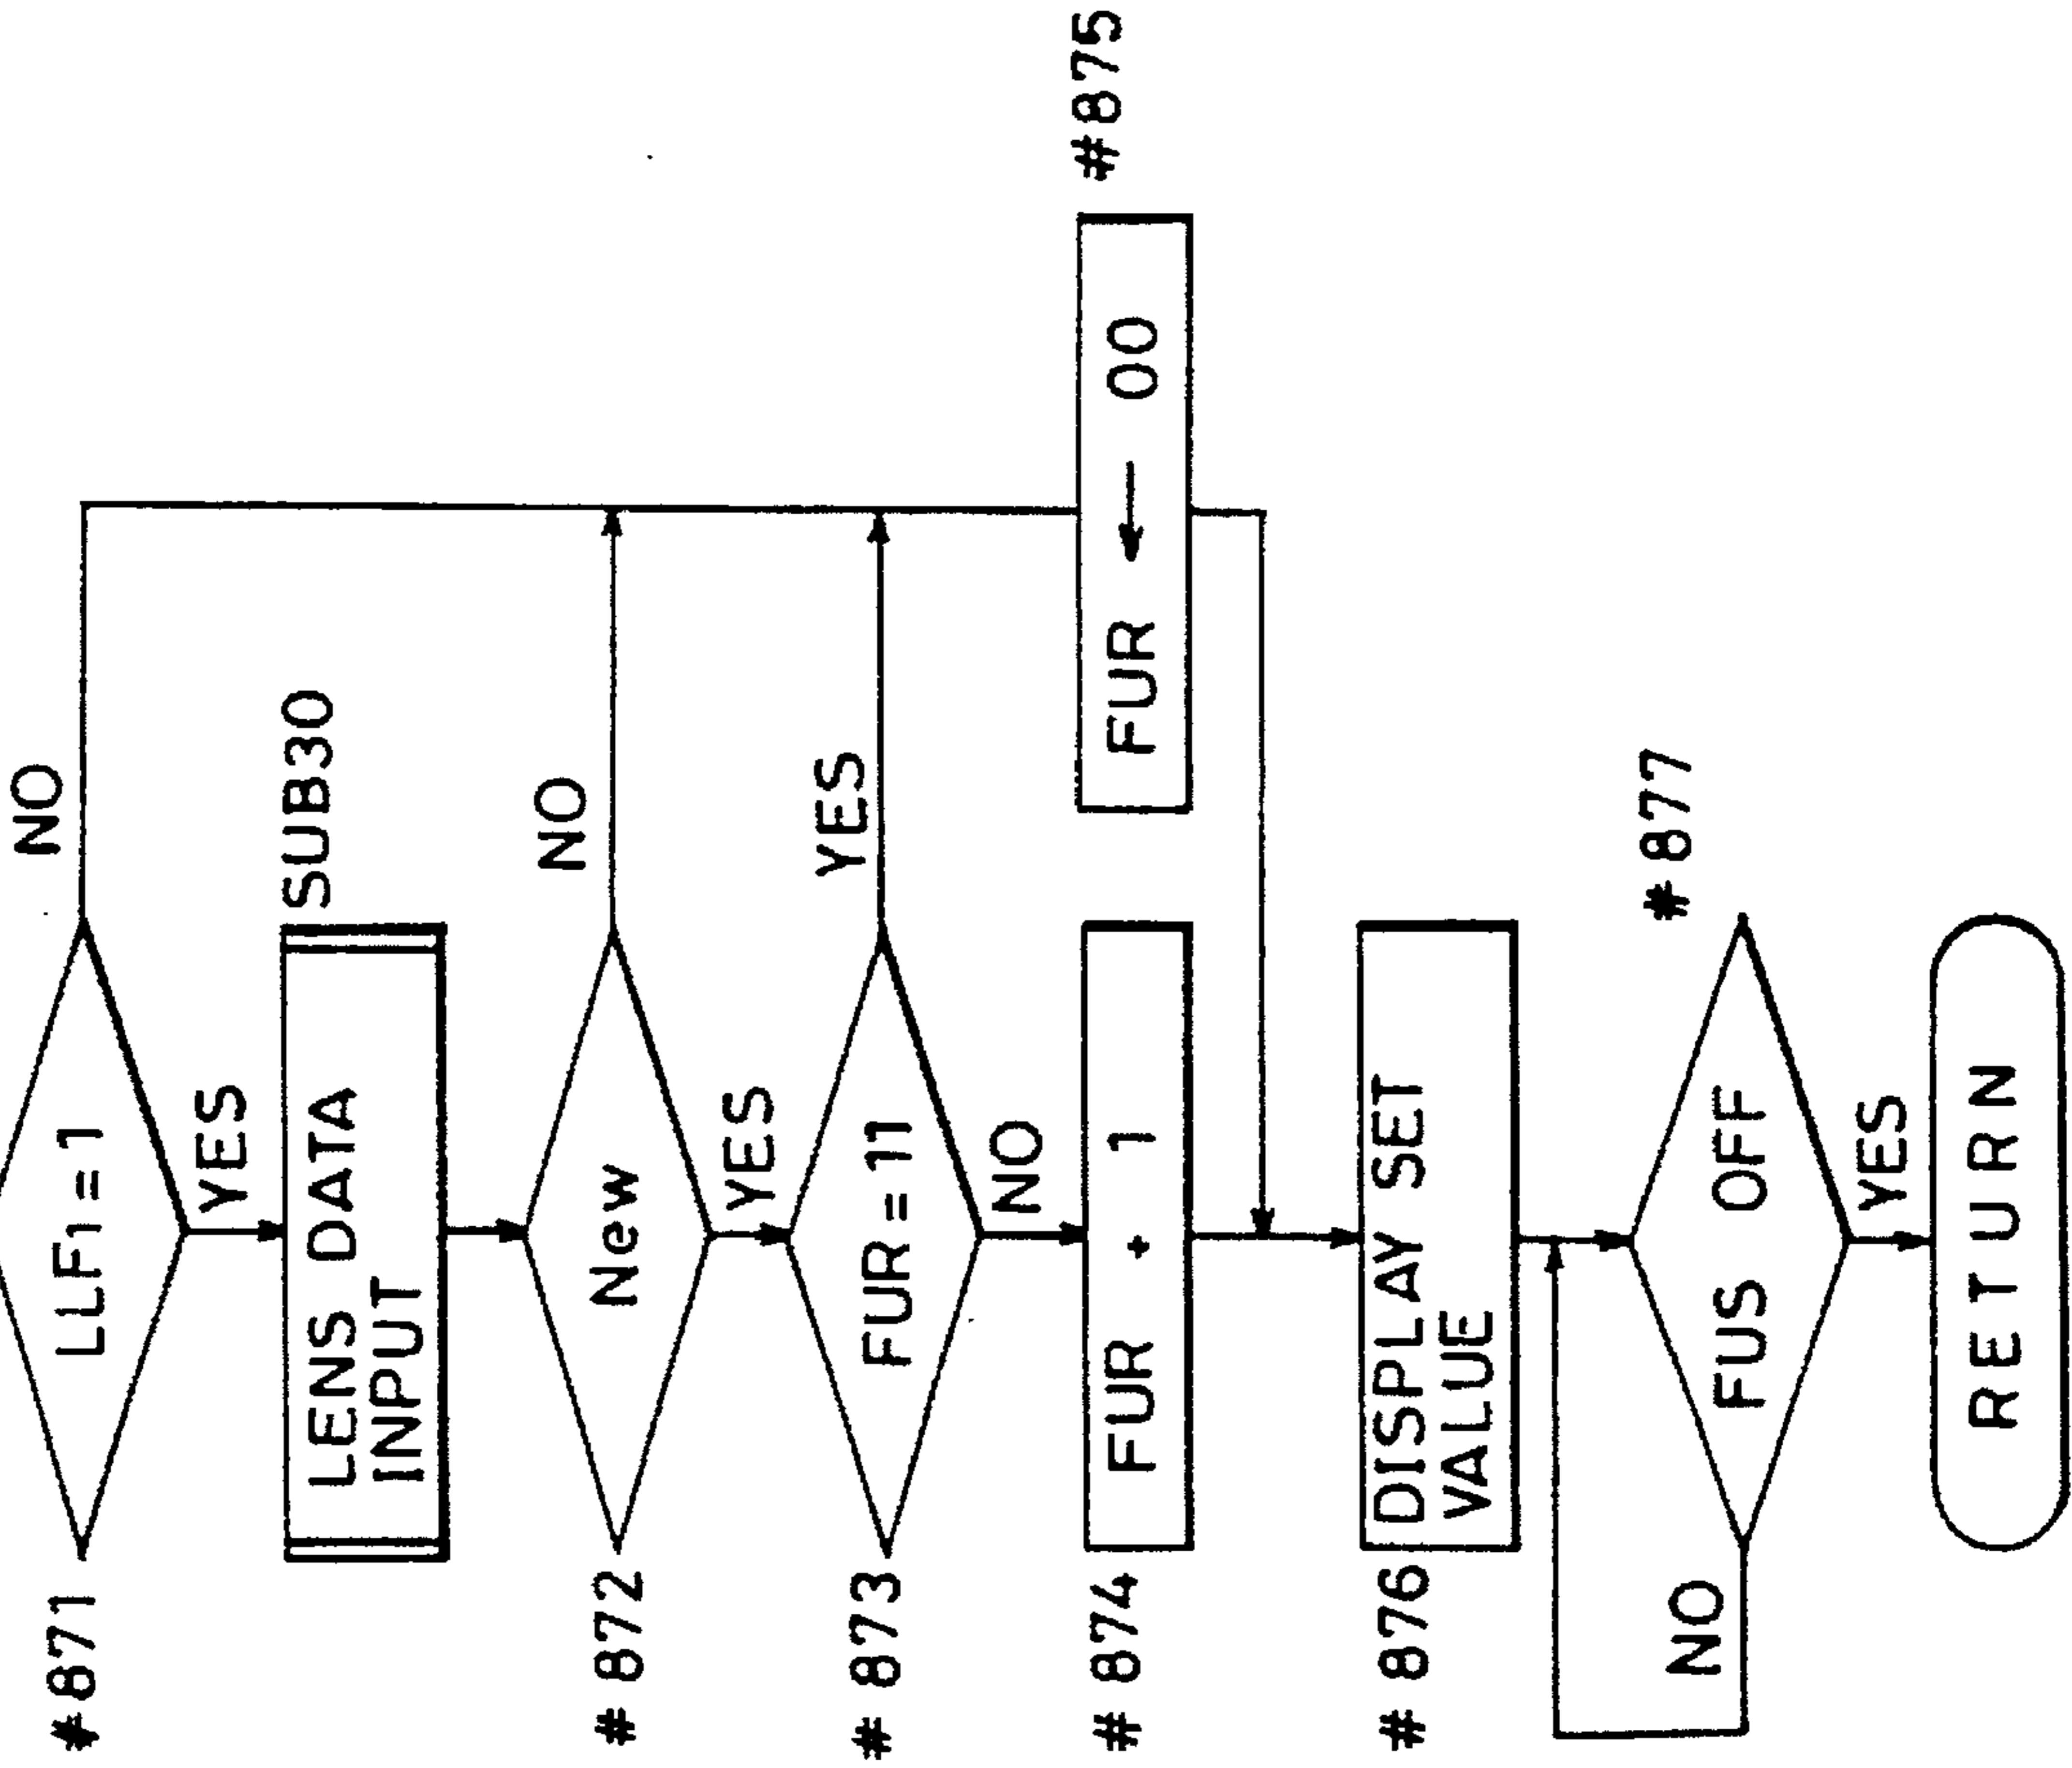 #871
LLF1=1
NO
YES
SUB30
LENS DATA
INPUT
#872
New
NO
YES
#873
FUR=11
YES
NO
#874
FUR + 1
FUR ← 00
#875
#876
DISPLAY SET
VALUE
#877
FUS OFF
NO
YES
RETURN